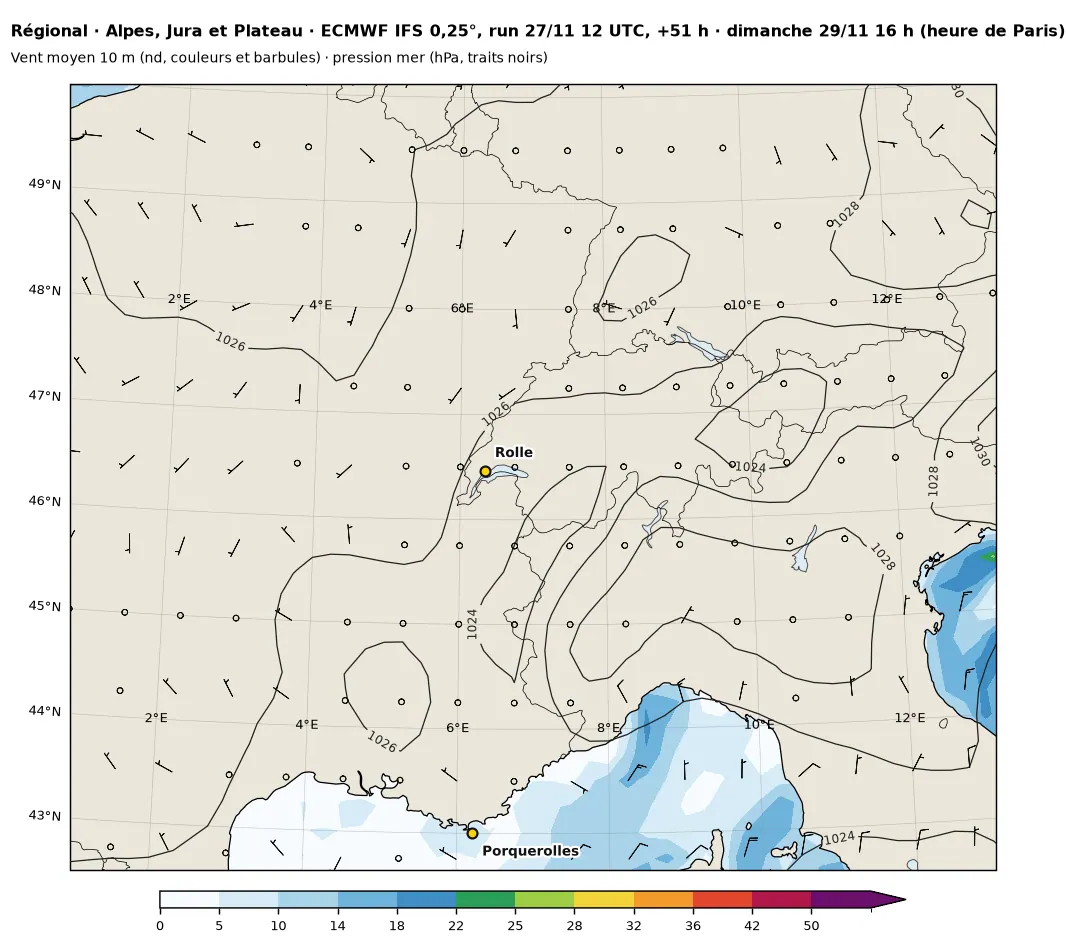 Régional · Alpes, Jura et Plateau · ECMWF IFS 0,25°, run 27/11 12 UTC, +51 h · dimanche 29/11 16 h (heure de Paris)
Vent moyen 10 m (nd, couleurs et barbules) · pression mer (hPa, traits noirs)
30
49°N
1028
48°N
2°E
4°E
6°E
8°E
1026
10°E
12°E
1026
47°N
1026
1030
Rolle
1024
1028
46°N
1028
45°N
1024
44°N
2°E
4°E
6°E
8°E
10°E
12°E
1026
43°N
1024
Porquerolles
0 5 10 14 18 22 25 28 32 36 42 50